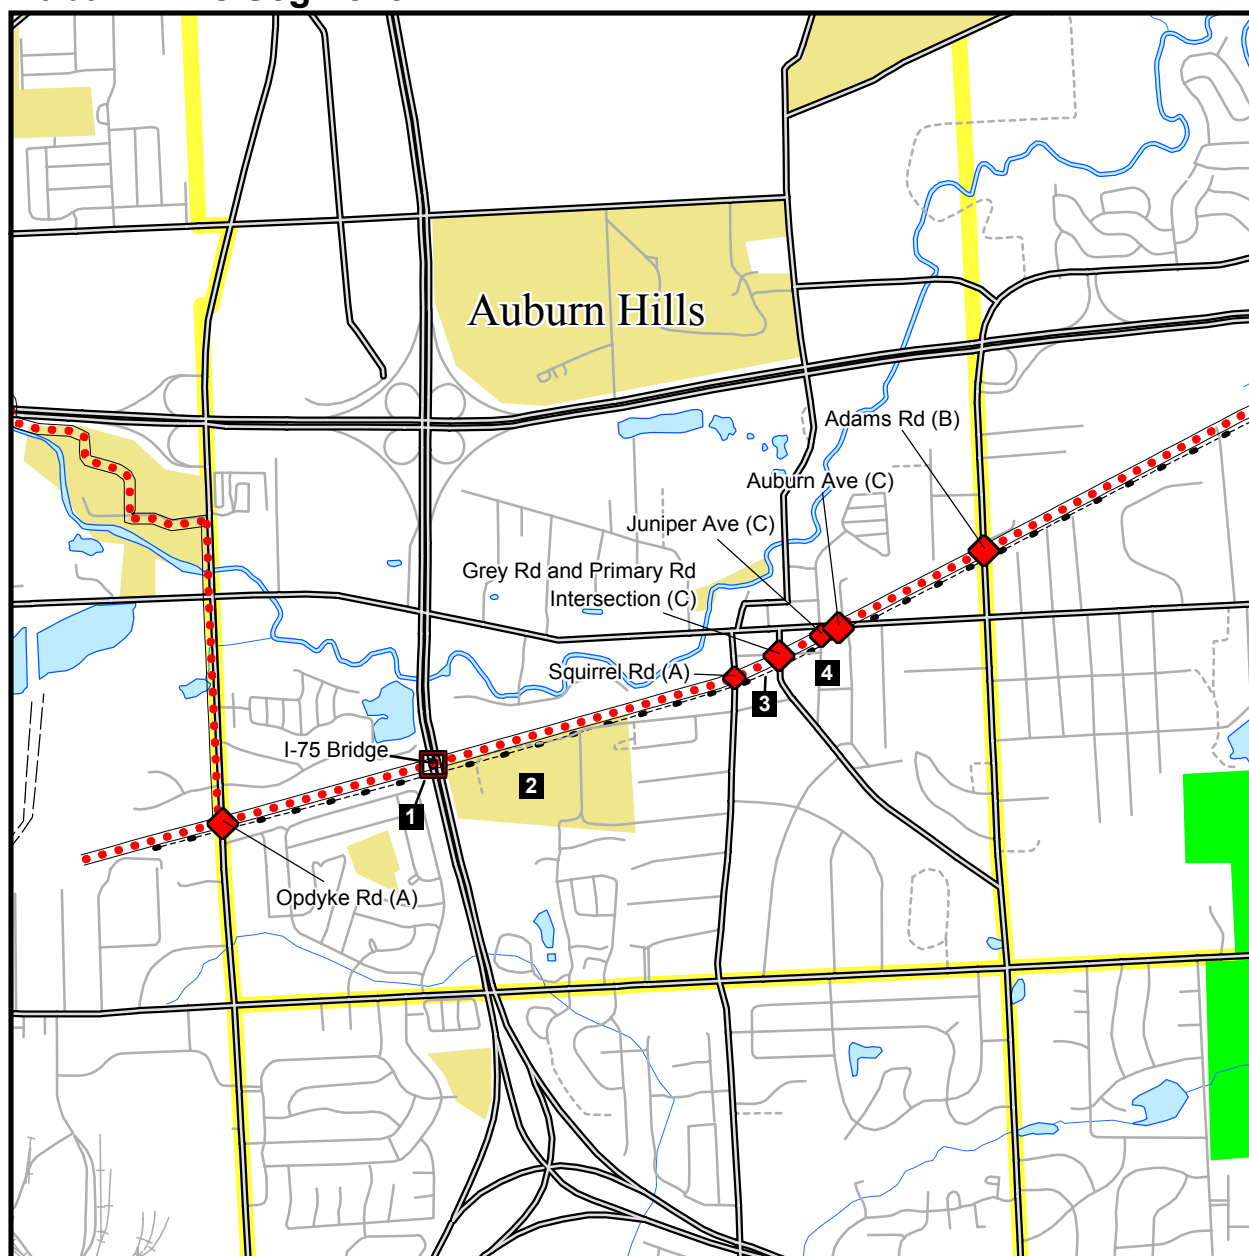 Auburn Hills
Adams Rd (B)
Auburn Ave (C)
Juniper Ave (C)
Grey Rd and Primary Rd
Intersection (C)
Squirrel Rd (A)
4
3
I-75 Bridge
2
1
Opdyke Rd (A)